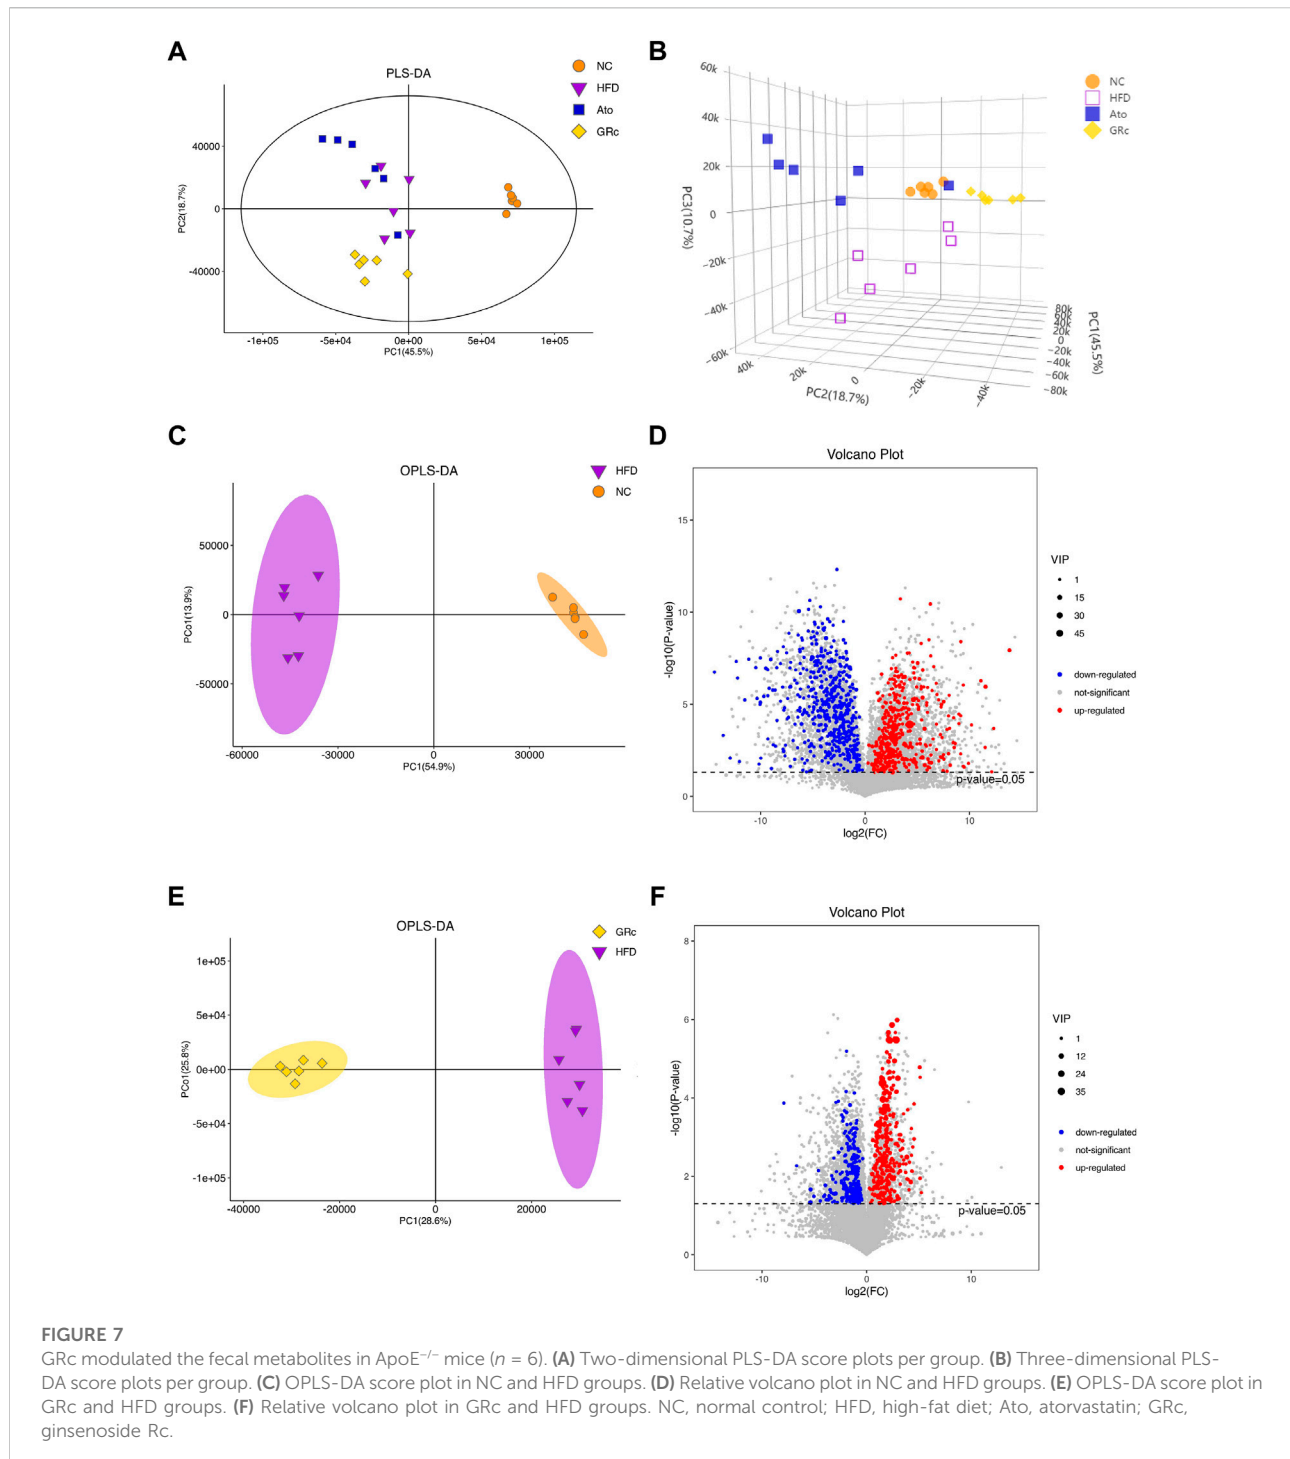 A
PLS-DA
NC
HFD
Ato
GRc
PC2(18.7%)
40000
0
-40000
-1e+05
-5e+04
0e+00
5e+04
1e+05
PC1(45.5%)
B
NC
HFD
Ato
GRc
60k
40k
20k
0
−20k
−40k
−60k
PC3(10.7%)
40k
20k
0
−20k
−40k
PC2(18.7%)
80k
60k
40k
20k
0
−20k
−40k
−60k
−80k
PC1(45.5%)
C
OPLS-DA
HFD
NC
PCo1(13.9%)
50000
0
-50000
-60000
-30000
0
30000
PC1(54.9%)
D
Volcano Plot
-log10(P-value)
15
10
5
0
-10
0
10
log2(FC)
p-value=0.05
VIP
1
15
30
45
down-regulated
not-significant
up-regulated
E
OPLS-DA
GRc
HFD
PCo1(25.8%)
1e+05
5e+04
0e+00
-5e+04
-1e+05
-40000
-20000
0
20000
PC1(28.6%)
F
Volcano Plot
-log10(P-value)
8
6
4
2
0
-10
0
10
log2(FC)
p-value=0.05
VIP
1
12
24
35
down-regulated
not-significant
up-regulated
FIGURE 7
GRc modulated the fecal metabolites in ApoE−/− mice (n = 6). (A) Two-dimensional PLS-DA score plots per group. (B) Three-dimensional PLS-
DA score plots per group. (C) OPLS-DA score plot in NC and HFD groups. (D) Relative volcano plot in NC and HFD groups. (E) OPLS-DA score plot in
GRc and HFD groups. (F) Relative volcano plot in GRc and HFD groups. NC, normal control; HFD, high-fat diet; Ato, atorvastatin; GRc,
ginsenoside Rc.